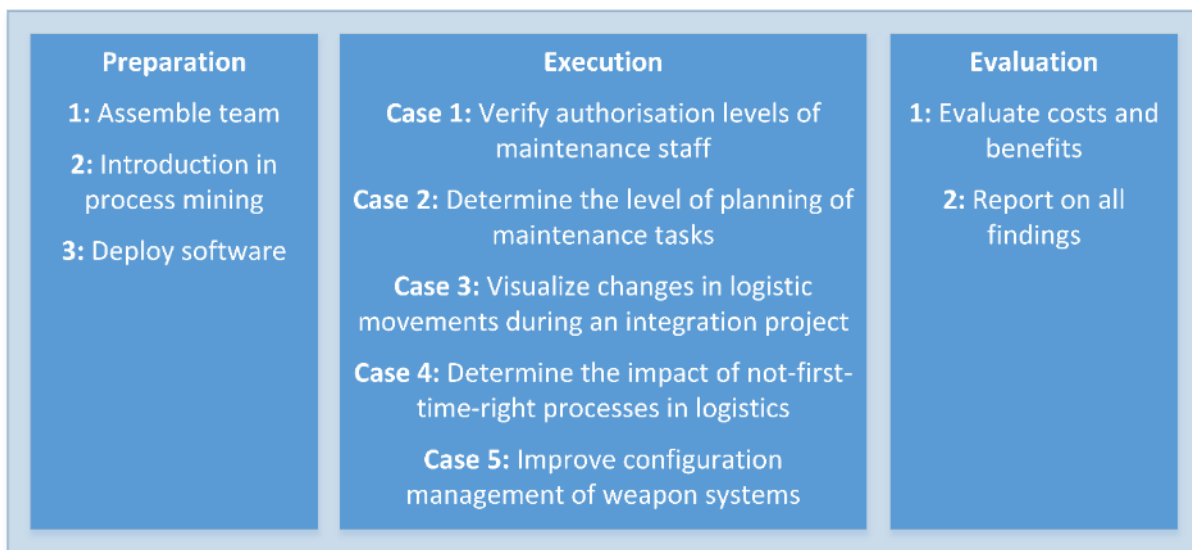 Preparation
1: Assemble team
2: Introduction in
process mining
3: Deploy software
Execution
Case 1: Verify authorisation levels of
maintenance staff
Case 2: Determine the level of planning of
maintenance tasks
Case 3: Visualize changes in logistic
movements during an integration project
Case 4: Determine the impact of not-first-
time-right processes in logistics
Case 5: Improve configuration
management of weapon systems
Evaluation
1: Evaluate costs and
benefits
2: Report on all
findings